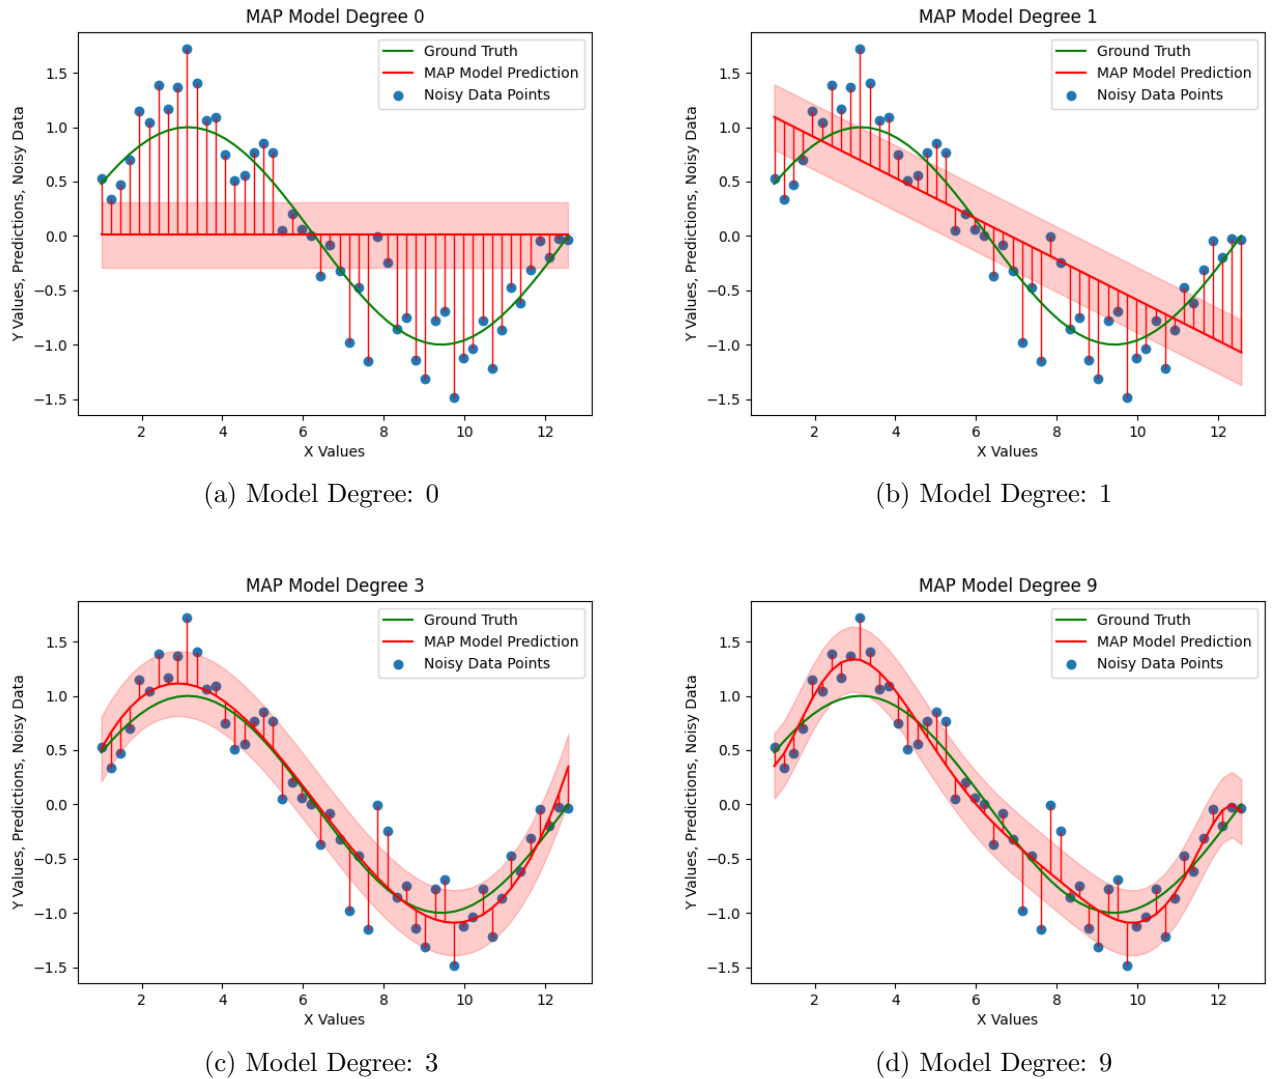 MAP Model Degree 0
Ground Truth
MAP Model Prediction
Noisy Data Points
Y Values, Predictions, Noisy Data
1.5
1.0
0.5
0.0
−0.5
−1.0
−1.5
2 4 6 8 10 12
X Values
(a) Model Degree: 0
MAP Model Degree 1
Ground Truth
MAP Model Prediction
Noisy Data Points
Y Values, Predictions, Noisy Data
1.5
1.0
0.5
0.0
−0.5
−1.0
−1.5
2 4 6 8 10 12
X Values
(b) Model Degree: 1
MAP Model Degree 3
Ground Truth
MAP Model Prediction
Noisy Data Points
Y Values, Predictions, Noisy Data
1.5
1.0
0.5
0.0
−0.5
−1.0
−1.5
2 4 6 8 10 12
X Values
(c) Model Degree: 3
MAP Model Degree 9
Ground Truth
MAP Model Prediction
Noisy Data Points
Y Values, Predictions, Noisy Data
1.5
1.0
0.5
0.0
−0.5
−1.0
−1.5
2 4 6 8 10 12
X Values
(d) Model Degree: 9